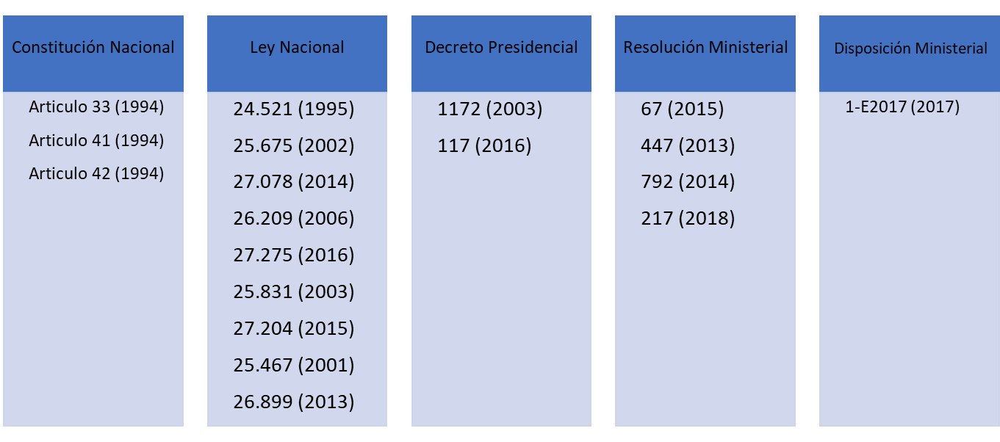 Constitución Nacional
Articulo 33 (1994)
Articulo 41 (1994)
Articulo 42 (1994)
Ley Nacional
24.521 (1995)
25.675 (2002)
27.078 (2014)
26.209 (2006)
27.275 (2016)
25.831 (2003)
27.204 (2015)
25.467 (2001)
26.899 (2013)
Decreto Presidencial
1172 (2003)
117 (2016)
Resolución Ministerial
67 (2015)
447 (2013)
792 (2014)
217 (2018)
Disposición Ministerial
1-E2017 (2017)